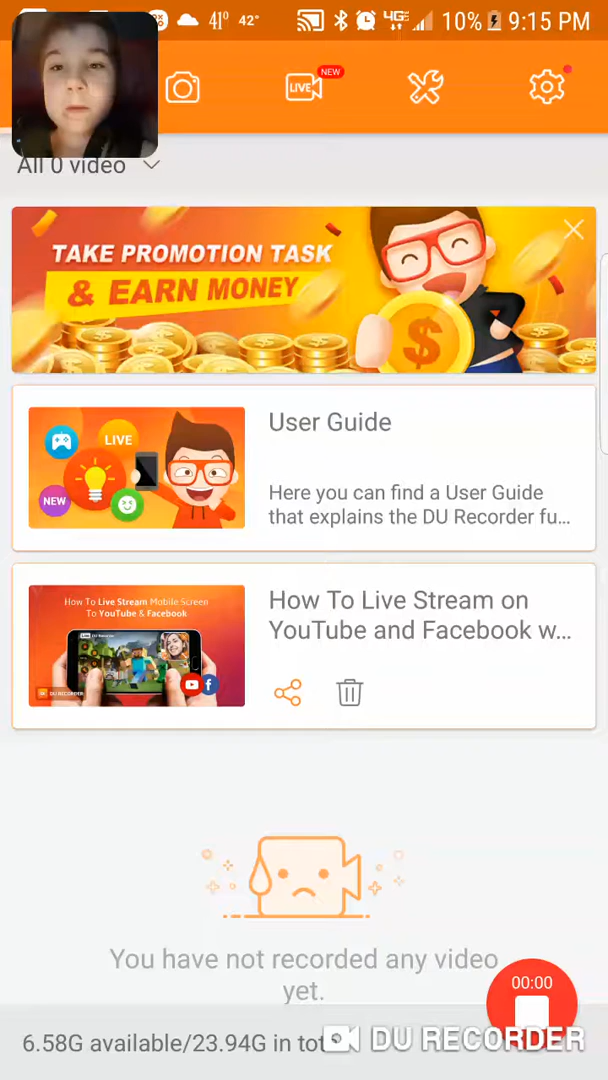 41° 42° 4GE 10% 9:15 PM
LIVE NEW
All 0 video
TAKE PROMOTION TASK
& EARN MONEY
LIVE
NEW
User Guide
Here you can find a User Guide
that explains the DU Recorder fu...
How To Live Stream Mobile Screen
To YouTube & Facebook
DU RECORDER
How To Live Stream on
YouTube and Facebook w...
You have not recorded any video
yet.
00:00
6.58G available/23.94G in tot
DU RECORDER